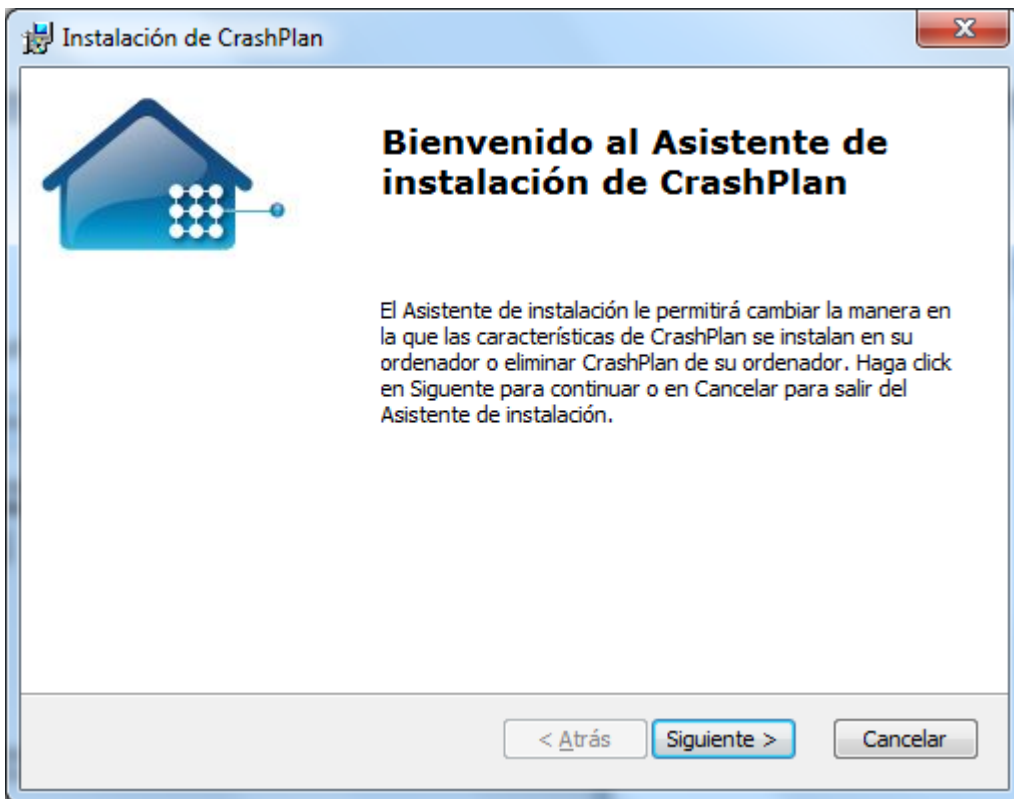 Instalación de CrashPlan
Bienvenido al Asistente de
instalación de CrashPlan
El Asistente de instalación le permitirá cambiar la manera en
la que las características de CrashPlan se instalan en su
ordenador o eliminar CrashPlan de su ordenador. Haga click
en Siguente para continuar o en Cancelar para salir del
Asistente de instalación.
< Atrás Siguiente > Cancelar